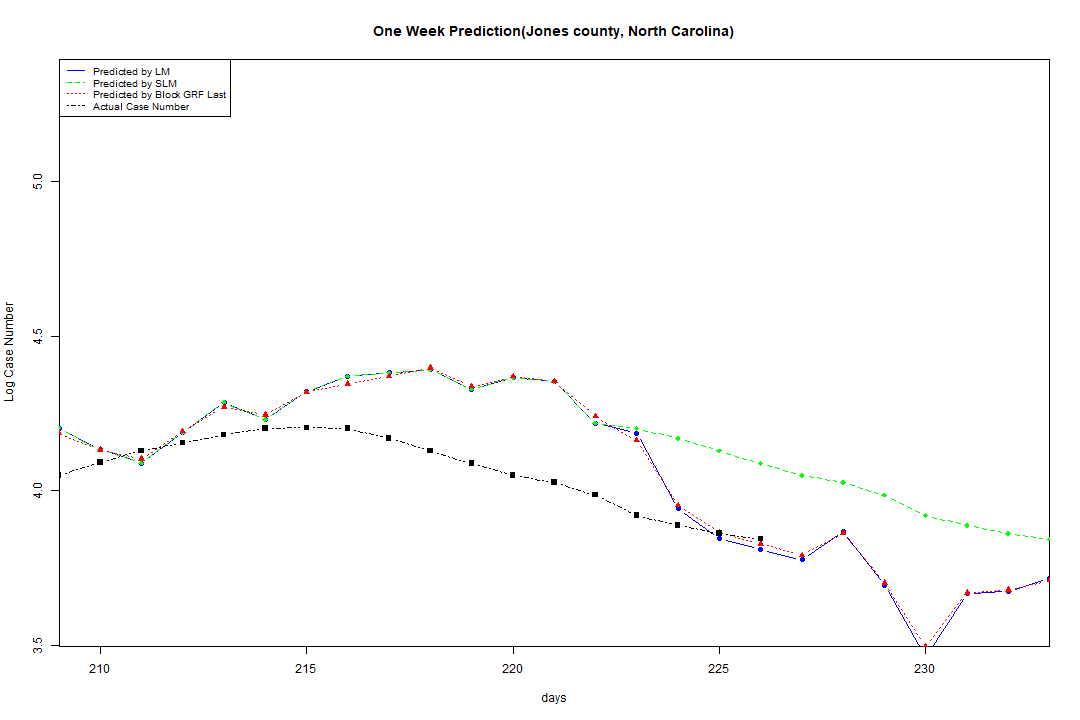 One Week Prediction(Jones county, North Carolina)
Predicted by LM
Predicted by SLM
Predicted by Block GRF Last
Actual Case Number
Log Case Number
5.0
4.5
4.0
3.5
210 215 220 225 230
days